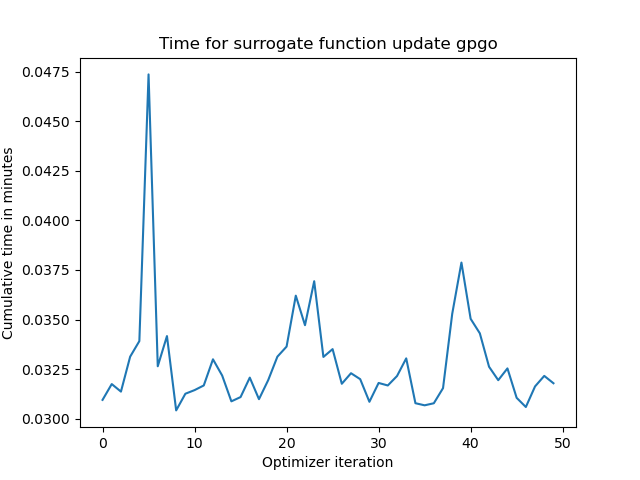 Time for surrogate function update gpgo
Cumulative time in minutes
0.0475
0.0450
0.0425
0.0400
0.0375
0.0350
0.0325
0.0300
0 10 20 30 40 50
Optimizer iteration